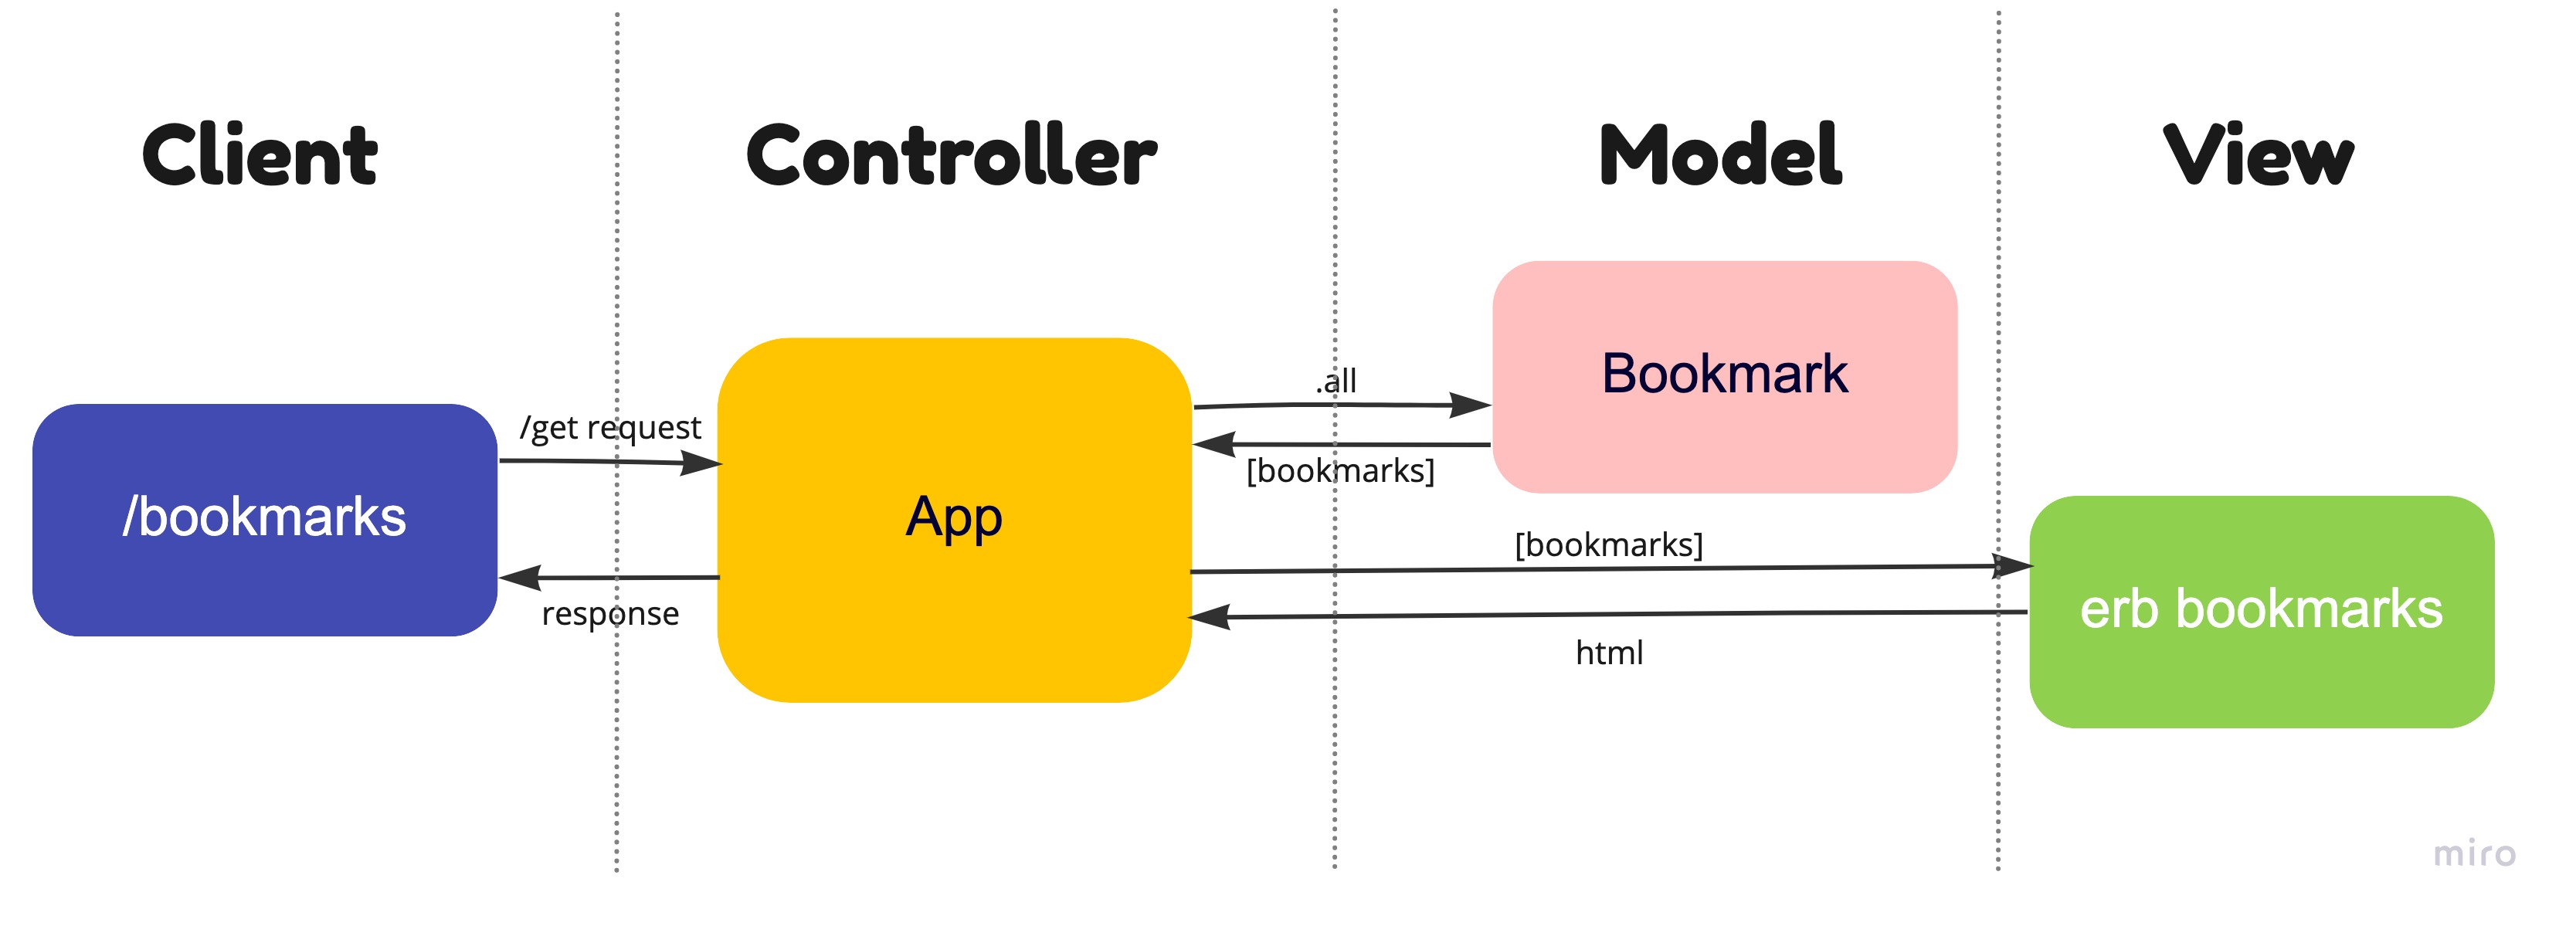 Client
Controller
Model
View
/bookmarks
/get request
response
App
.all
[bookmarks]
Bookmark
[bookmarks]
html
erb bookmarks
miro